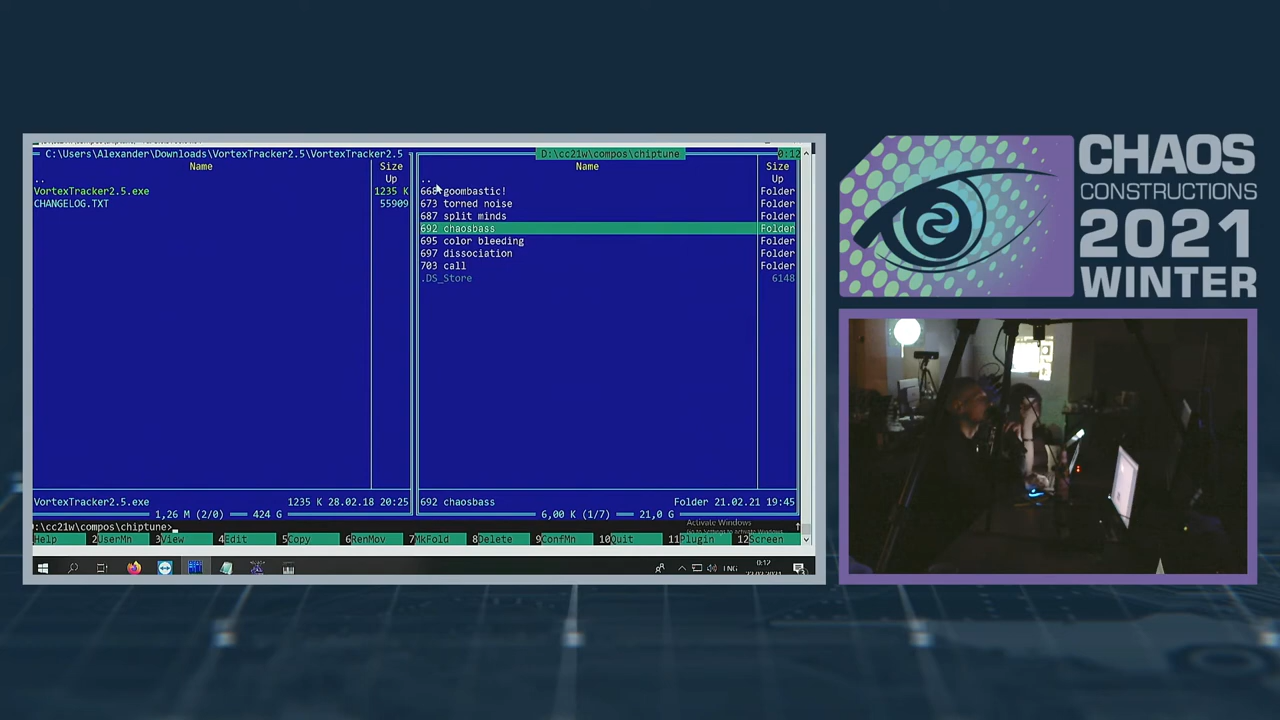 C:\Users\Alexander\Downloads\VortexTracker2.5\VortexTracker2.5
Name Size
.. Up
VortexTracker2.5.exe 1235 K
CHANGELOG.TXT 55909
VortexTracker2.5.exe 1235 K 28.02.18 20:25
1,26 M (2/0) 424 G
D:\cc21w\compos\chiptune 0:12
Name Size
.. Up
goombastic! Folder
673 torned noise Folder
687 split minds Folder
692 chaosbass Folder
695 color bleeding Folder
697 dissociation Folder
703 call Folder
.DS_Store 6148
692 chaosbass Folder 21.02.21 19:45
6,00 K (1/7) 21,0 G
:\cc21w\compos\chiptune>
Activate Windows
Help 2UserMn 3View 4Edit 5Copy 6RenMov 7MkFold 8Delete 9ConfMn 10Quit 11Plugin 12Screen
ENG 0:12
CHAOS
CONSTRUCTIONS
2021
WINTER